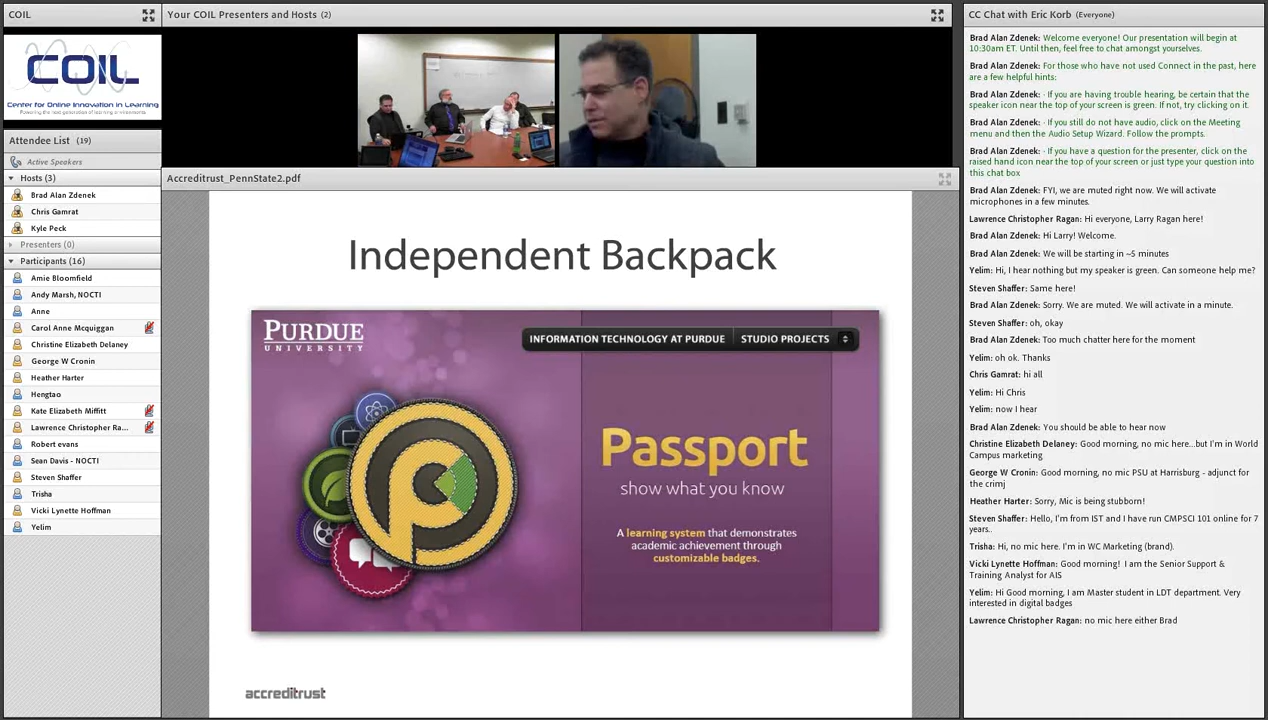 COIL
COIL
Center for Online Innovation in Learning
Attendee List (19)
Active Speakers
Hosts (3)
Brad Alan Zdenek
Chris Gamrat
Kyle Peck
Presenters (0)
Participants (16)
Amie Bloomfield
Andy Marsh, NOCTI
Anne
Carol Anne Mcquiggan
Christine Elizabeth Delaney
George W Cronin
Heather Harter
Hengtao
Kate Elizabeth Miffitt
Lawrence Christopher Ra...
Robert evans
Sean Davis - NOCTI
Steven Shaffer
Trisha
Vicki Lynette Hoffman
Yelim
Your COIL Presenters and Hosts (2)
Accreditrust_PennState2.pdf
Independent Backpack
PURDUE
UNIVERSITY
INFORMATION TECHNOLOGY AT PURDUE
STUDIO PROJECTS
Passport
show what you know
A learning system that demonstrates
academic achievement through
customizable badges.
accreditrust
CC Chat with Eric Korb (Everyone)
Brad Alan Zdenek: Welcome everyone! Our presentation will begin at
10:30am ET. Until then, feel free to chat amongst yourselves.
Brad Alan Zdenek: For those who have not used Connect in the past, here
are a few helpful hints:
Brad Alan Zdenek: · If you are having trouble hearing, be certain that the
speaker icon near the top of your screen is green. If not, try clicking on it.
Brad Alan Zdenek: · If you still do not have audio, click on the Meeting
menu and then the Audio Setup Wizard. Follow the prompts.
Brad Alan Zdenek: · If you have a question for the presenter, click on the
raised hand icon near the top of your screen or just type your question into
this chat box
Brad Alan Zdenek: FYI, we are muted right now. We will activate
microphones in a few minutes.
Lawrence Christopher Ragan: Hi everyone, Larry Ragan here!
Brad Alan Zdenek: Hi Larry! Welcome.
Brad Alan Zdenek: We will be starting in ~5 minutes
Yelim: Hi, I hear nothing but my speaker is green. Can someone help me?
Steven Shaffer: Same here!
Brad Alan Zdenek: Sorry. We are muted. We will activate in a minute.
Steven Shaffer: oh, okay
Brad Alan Zdenek: Too much chatter here for the moment
Yelim: oh ok. Thanks
Chris Gamrat: hi all
Yelim: Hi Chris
Yelim: now I hear
Brad Alan Zdenek: You should be able to hear now
Christine Elizabeth Delaney: Good morning, no mic here...but I'm in World
Campus marketing
George W Cronin: Good morning, no mic PSU at Harrisburg - adjunct for
the crimj
Heather Harter: Sorry, Mic is being stubborn!
Steven Shaffer: Hello, I'm from IST and I have run CMPSCI 101 online for 7
years..
Trisha: Hi, no mic here. I'm in WC Marketing (brand).
Vicki Lynette Hoffman: Good morning! I am the Senior Support &
Training Analyst for AIS
Yelim: Hi Good morning, I am Master student in LDT department. Very
interested in digital badges
Lawrence Christopher Ragan: no mic here either Brad